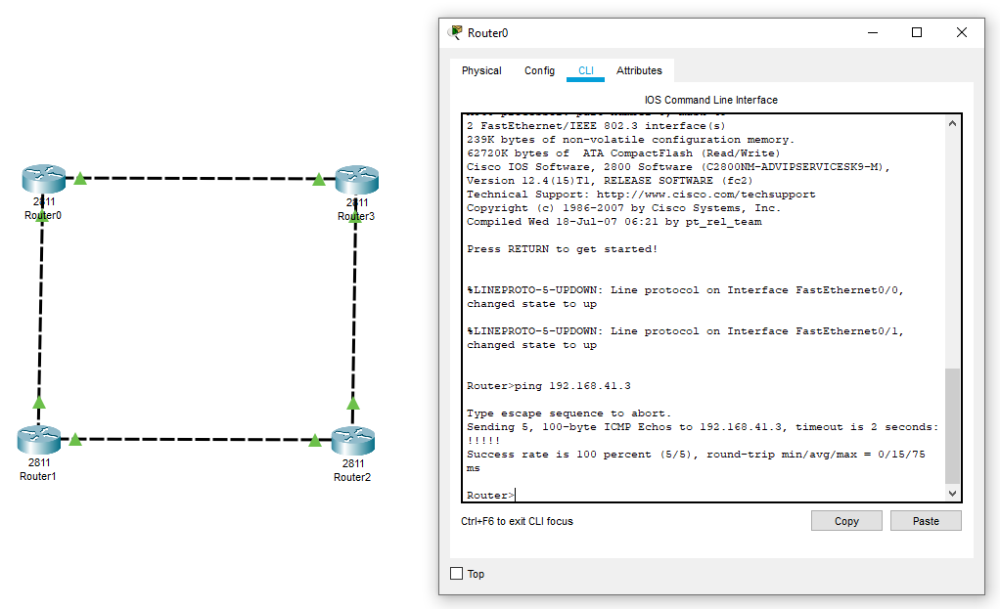 2811
Router0
2811
Router3
2811
Router1
2811
Router2
Router0
Physical Config CLI Attributes
IOS Command Line Interface
2 FastEthernet/IEEE 802.3 interface(s)
239K bytes of non-volatile configuration memory.
62720K bytes of  ATA CompactFlash (Read/Write)
Cisco IOS Software, 2800 Software (C2800NM-ADVIPSERVICESK9-M),
Version 12.4(15)T1, RELEASE SOFTWARE (fc2)
Technical Support: http://www.cisco.com/techsupport
Copyright (c) 1986-2007 by Cisco Systems, Inc.
Compiled Wed 18-Jul-07 06:21 by pt_rel_team
Press RETURN to get started!
%LINEPROTO-5-UPDOWN: Line protocol on Interface FastEthernet0/0,
changed state to up
%LINEPROTO-5-UPDOWN: Line protocol on Interface FastEthernet0/1,
changed state to up
Router>ping 192.168.41.3
Type escape sequence to abort.
Sending 5, 100-byte ICMP Echos to 192.168.41.3, timeout is 2 seconds:
!!!!!
Success rate is 100 percent (5/5), round-trip min/avg/max = 0/15/75
ms
Router>
Ctrl+F6 to exit CLI focus
Copy
Paste
Top